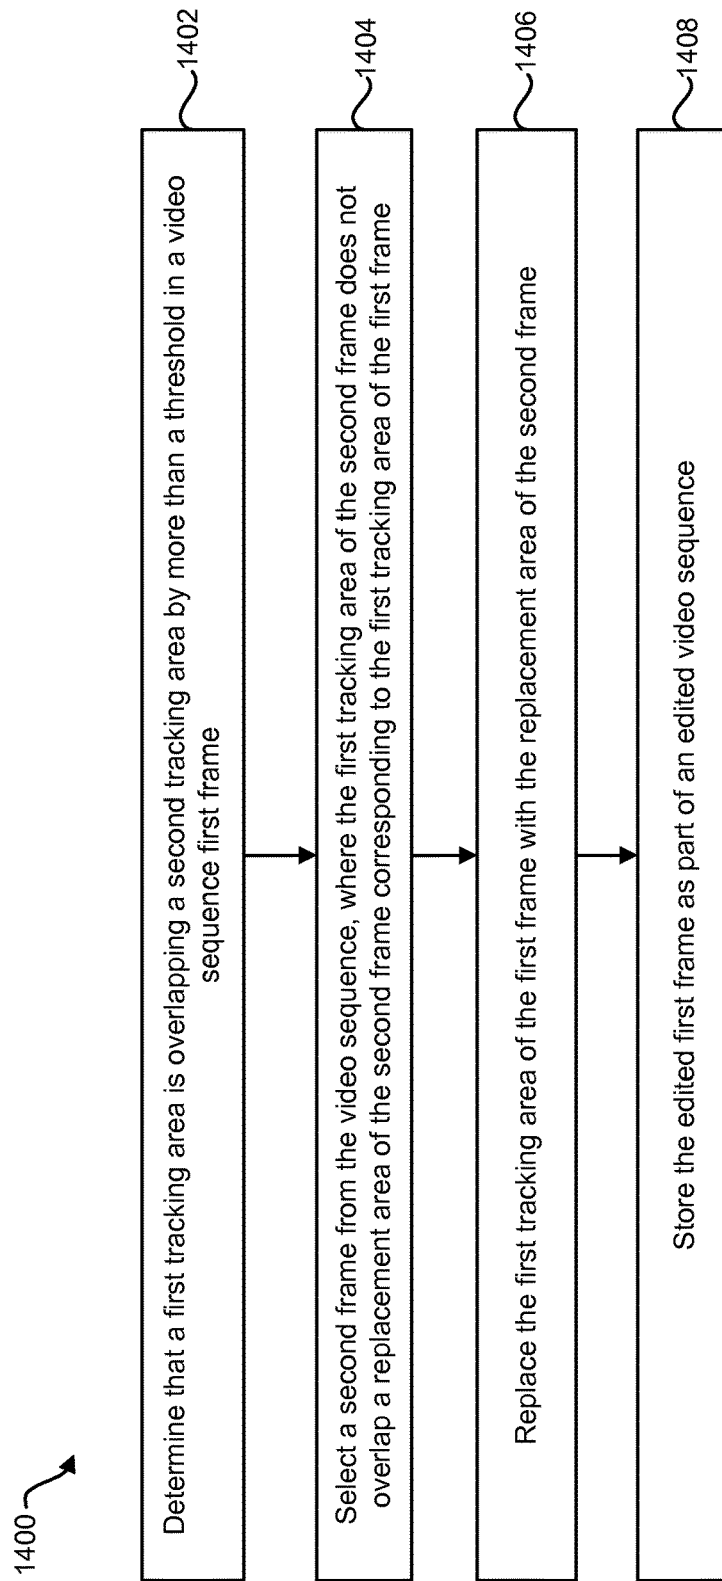 1400
Determine that a first tracking area is overlapping a second tracking area by more than a threshold in a video
sequence first frame
1402
Select a second frame from the video sequence, where the first tracking area of the second frame does not
overlap a replacement area of the second frame corresponding to the first tracking area of the first frame
1404
Replace the first tracking area of the first frame with the replacement area of the second frame
1406
Store the edited first frame as part of an edited video sequence
1408